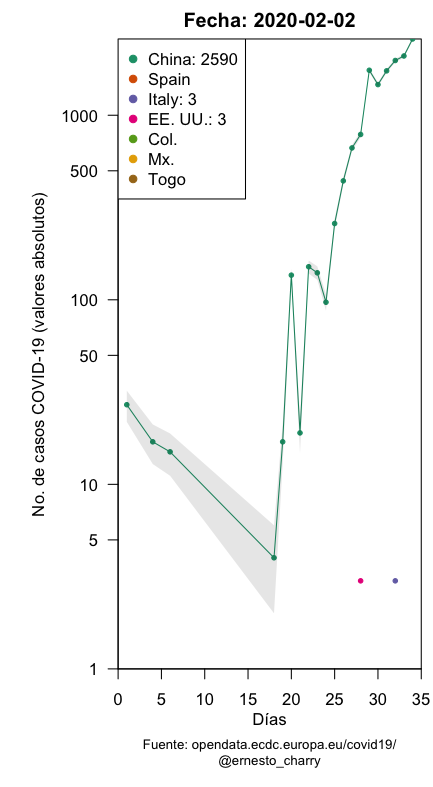 Fecha: 2020-02-02
China: 2590
Spain
Italy: 3
EE. UU.: 3
Col.
Mx.
Togo
No. de casos COVID-19 (valores absolutos)
1000
500
100
50
10
5
1
0 5 10 15 20 25 30 35
Días
Fuente: opendata.ecdc.europa.eu/covid19/
@ernesto_charry